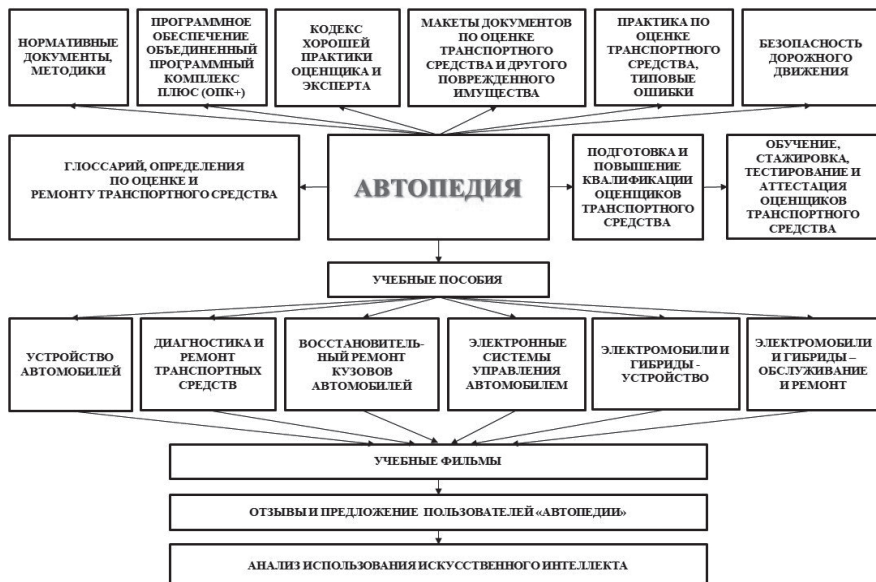 НОРМАТИВНЫЕ
ДОКУМЕНТЫ,
МЕТОДИКИ
ПРОГРАММНОЕ
ОБЕСПЕЧЕНИЕ
ОБЪЕДИНЕННЫЙ
ПРОГРАММНЫЙ
КОМПЛЕКС
ПЛЮС (ОПК+)
КОДЕКС
ХОРОШЕЙ
ПРАКТИКИ
ОЦЕНЩИКА И
ЭКСПЕРТА
МАКЕТЫ ДОКУМЕНТОВ
ПО ОЦЕНКЕ
ТРАНСПОРТНОГО
СРЕДСТВА И ДРУГОГО
ПОВРЕЖДЕННОГО
ИМУЩЕСТВА
ПРАКТИКА ПО
ОЦЕНКЕ
ТРАНСПОРТНОГО
СРЕДСТВА,
ТИПОВЫЕ
ОШИБКИ
БЕЗОПАСНОСТЬ
ДОРОЖНОГО
ДВИЖЕНИЯ
ГЛОССАРИЙ, ОПРЕДЕЛЕНИЯ
ПО ОЦЕНКЕ И
РЕМОНТУ ТРАНСПОРТНОГО СРЕДСТВА
АВТОПЕДИЯ
ПОДГОТОВКА И
ПОВЫШЕНИЕ
КВАЛИФИКАЦИИ
ОЦЕНЩИКОВ
ТРАНСПОРТНОГО
СРЕДСТВА
ОБУЧЕНИЕ,
СТАЖИРОВКА,
ТЕСТИРОВАНИЕ И
АТТЕСТАЦИЯ
ОЦЕНЩИКОВ
ТРАНСПОРТНОГО
СРЕДСТВА
УЧЕБНЫЕ ПОСОБИЯ
УСТРОЙСТВО
АВТОМОБИЛЕЙ
ДИАГНОСТИКА И
РЕМОНТ
ТРАНСПОРТНЫХ
СРЕДСТВ
ВОССТАНОВИТЕЛЬ-
НЫЙ РЕМОНТ
КУЗОВОВ
АВТОМОБИЛЕЙ
ЭЛЕКТРОННЫЕ
СИСТЕМЫ
УПРАВЛЕНИЯ
АВТОМОБИЛЕМ
ЭЛЕКТРОМОБИЛИ И
ГИБРИДЫ -
УСТРОЙСТВО
ЭЛЕКТРОМОБИЛИ
И ГИБРИДЫ –
ОБСЛУЖИВАНИЕ
И РЕМОНТ
УЧЕБНЫЕ ФИЛЬМЫ
ОТЗЫВЫ И ПРЕДЛОЖЕНИЕ ПОЛЬЗОВАТЕЛЕЙ «АВТОПЕДИИ»
АНАЛИЗ ИСПОЛЬЗОВАНИЯ ИСКУССТВЕННОГО ИНТЕЛЛЕКТА